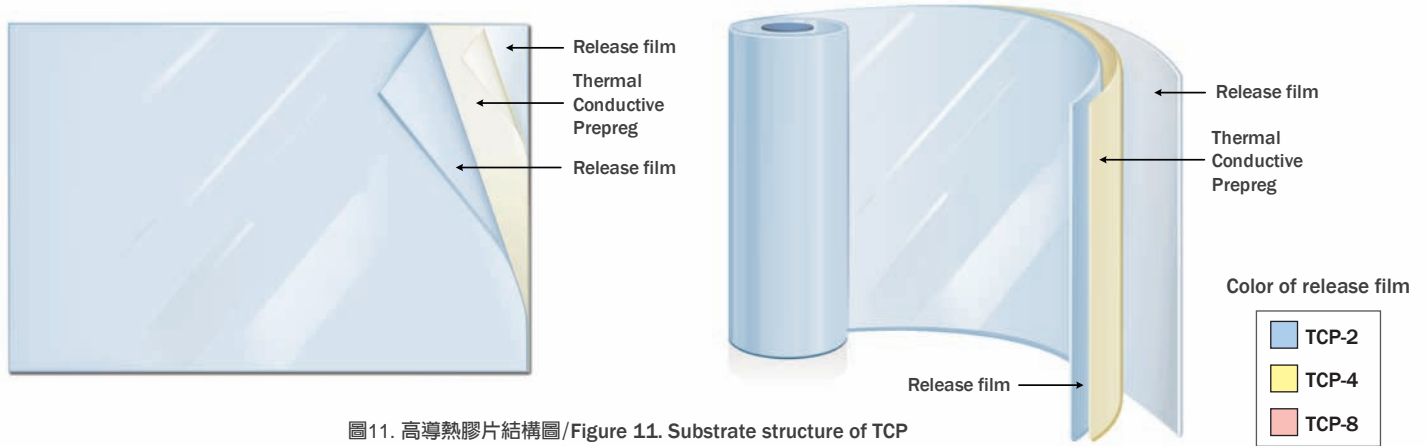 Release film
Thermal
Conductive
Prepreg
Release film
Release film
Thermal
Conductive
Prepreg
Release film
Color of release film
TCP-2
TCP-4
TCP-8
圖11. 高導熱膠片結構圖/Figure 11. Substrate structure of TCP